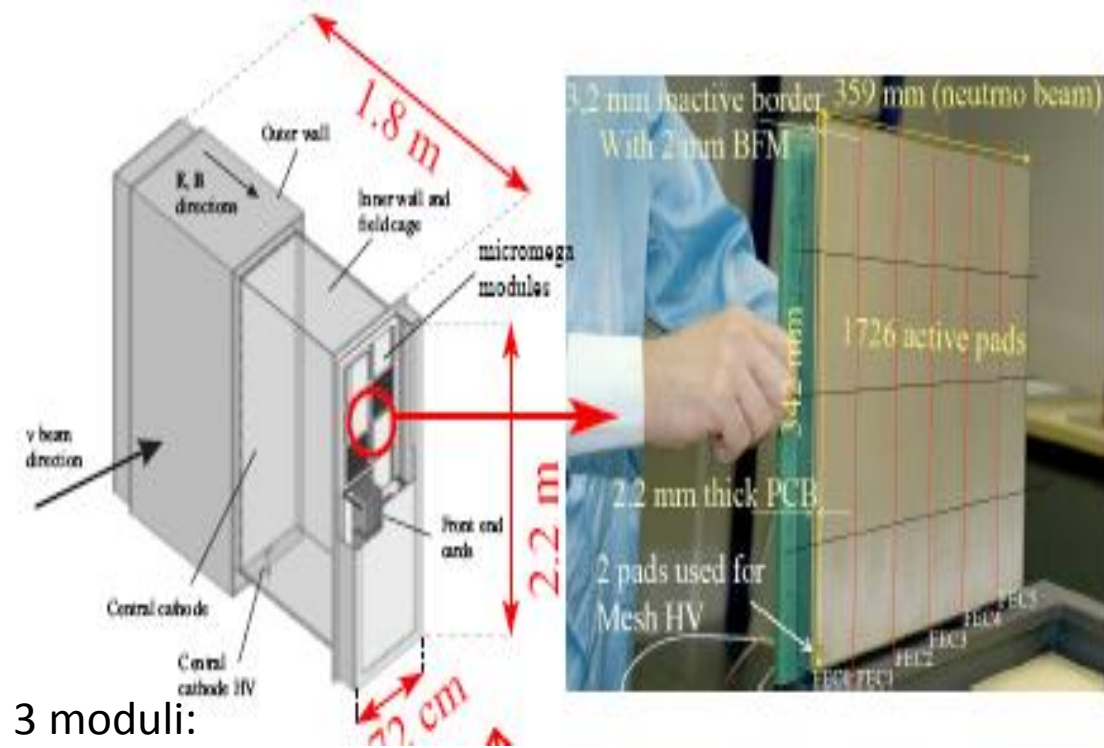 1.8 m
Outer wall
E, B
directions
Inner wall and
field cage
micromega
modules
ν beam
direction
Front end
cards
2.2 m
Central cathode
Central
cathode HV
72 cm
3 moduli:
3,2 mm inactive border
With 2 mm BFM
359 mm (neutrno beam)
342 mm
1726 active pads
2.2 mm thick PCB
2 pads used for
Mesh HV
FEC0
FEC1
FEC2
FEC3
FEC4
FEC5